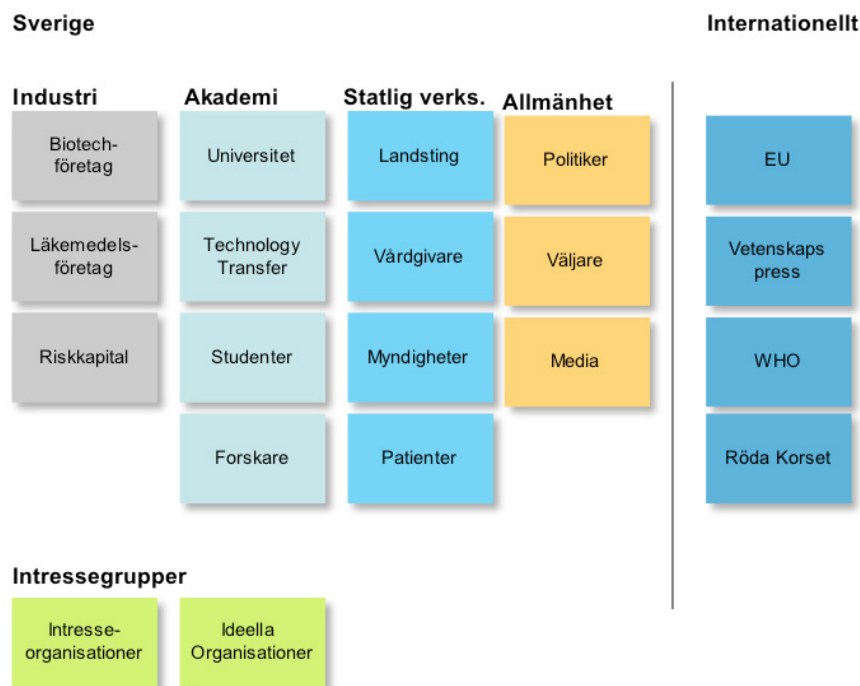 Sverige
Internationellt
Industri
Akademi
Statlig verks.
Allmänhet
Biotech-
företag
Universitet
Landsting
Politiker
EU
Läkemedels-
företag
Technology
Transfer
Vårdgivare
Väljare
Vetenskaps
press
Riskkapital
Studenter
Myndigheter
Media
WHO
Forskare
Patienter
Röda Korset
Intressegrupper
Intresse-
organisationer
Ideella
Organisationer